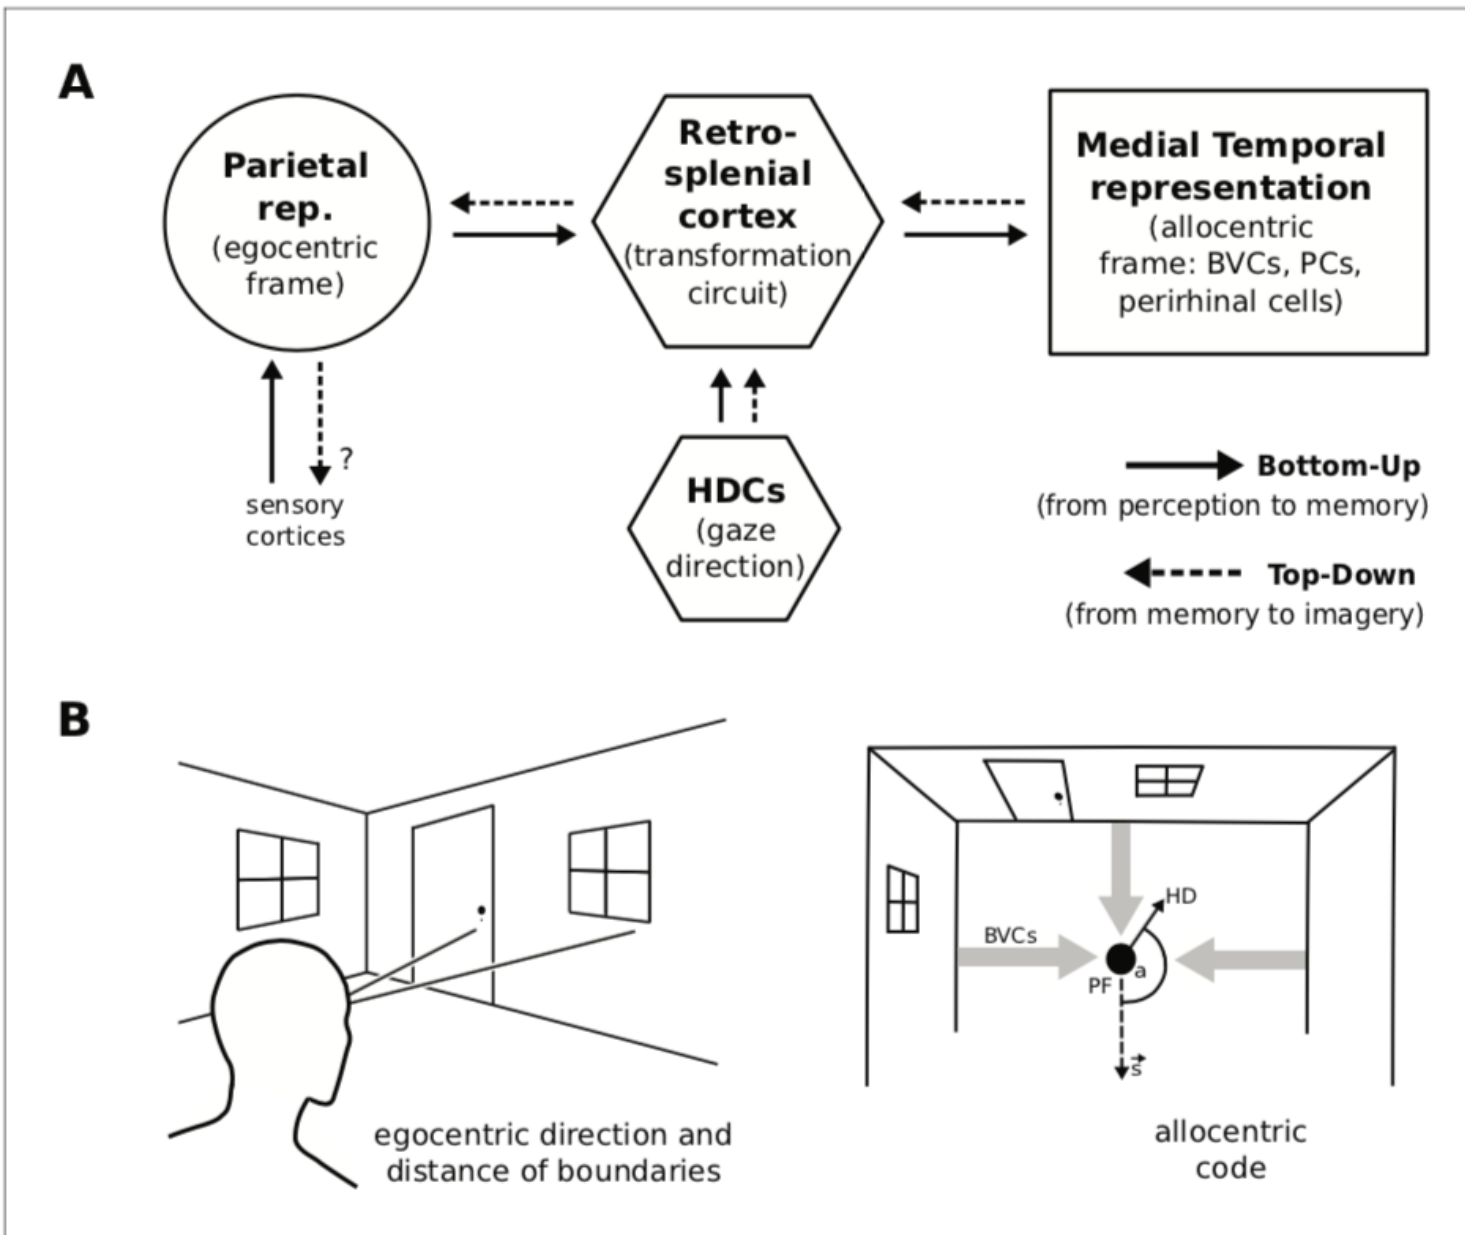 A
Parietal
rep.
(egocentric
frame)
Retro-
splenial
cortex
(transformation
circuit)
Medial Temporal
representation
(allocentric
frame: BVCs, PCs,
perirhinal cells)
?
sensory
cortices
HDCs
(gaze
direction)
Bottom-Up
(from perception to memory)
Top-Down
(from memory to imagery)
B
egocentric direction and
distance of boundaries
HD
BVCs
a
PF
s⃗
allocentric
code